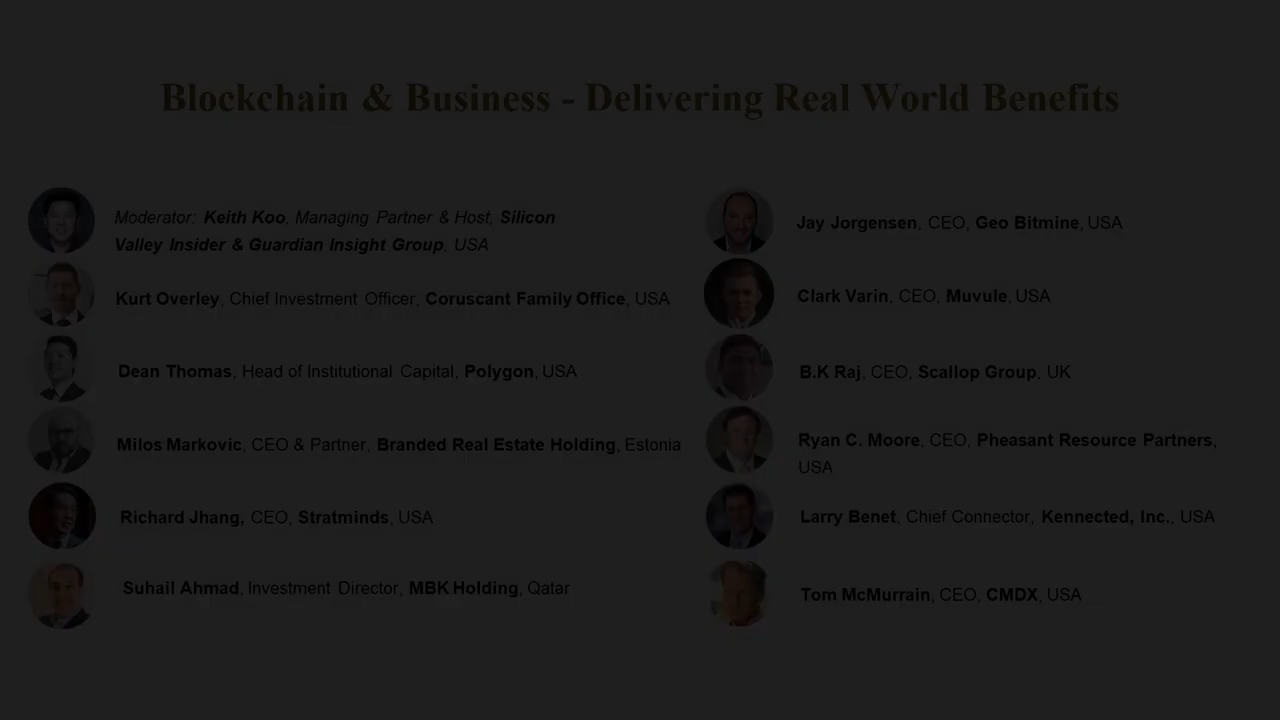 Blockchain & Business - Delivering Real World Benefits
Moderator: Keith Koo, Managing Partner & Host, Silicon
Valley Insider & Guardian Insight Group, USA
Kurt Overley, Chief Investment Officer, Coruscant Family Office, USA
Dean Thomas, Head of Institutional Capital, Polygon, USA
Milos Markovic, CEO & Partner, Branded Real Estate Holding, Estonia
Richard Jhang, CEO, Stratminds, USA
Suhail Ahmad, Investment Director, MBK Holding, Qatar
Jay Jorgensen, CEO, Geo Bitmine, USA
Clark Varin, CEO, Muvule, USA
B.K Raj, CEO, Scallop Group, UK
Ryan C. Moore, CEO, Pheasant Resource Partners,
USA
Larry Benet, Chief Connector, Kennected, Inc., USA
Tom McMurrain, CEO, CMDX, USA